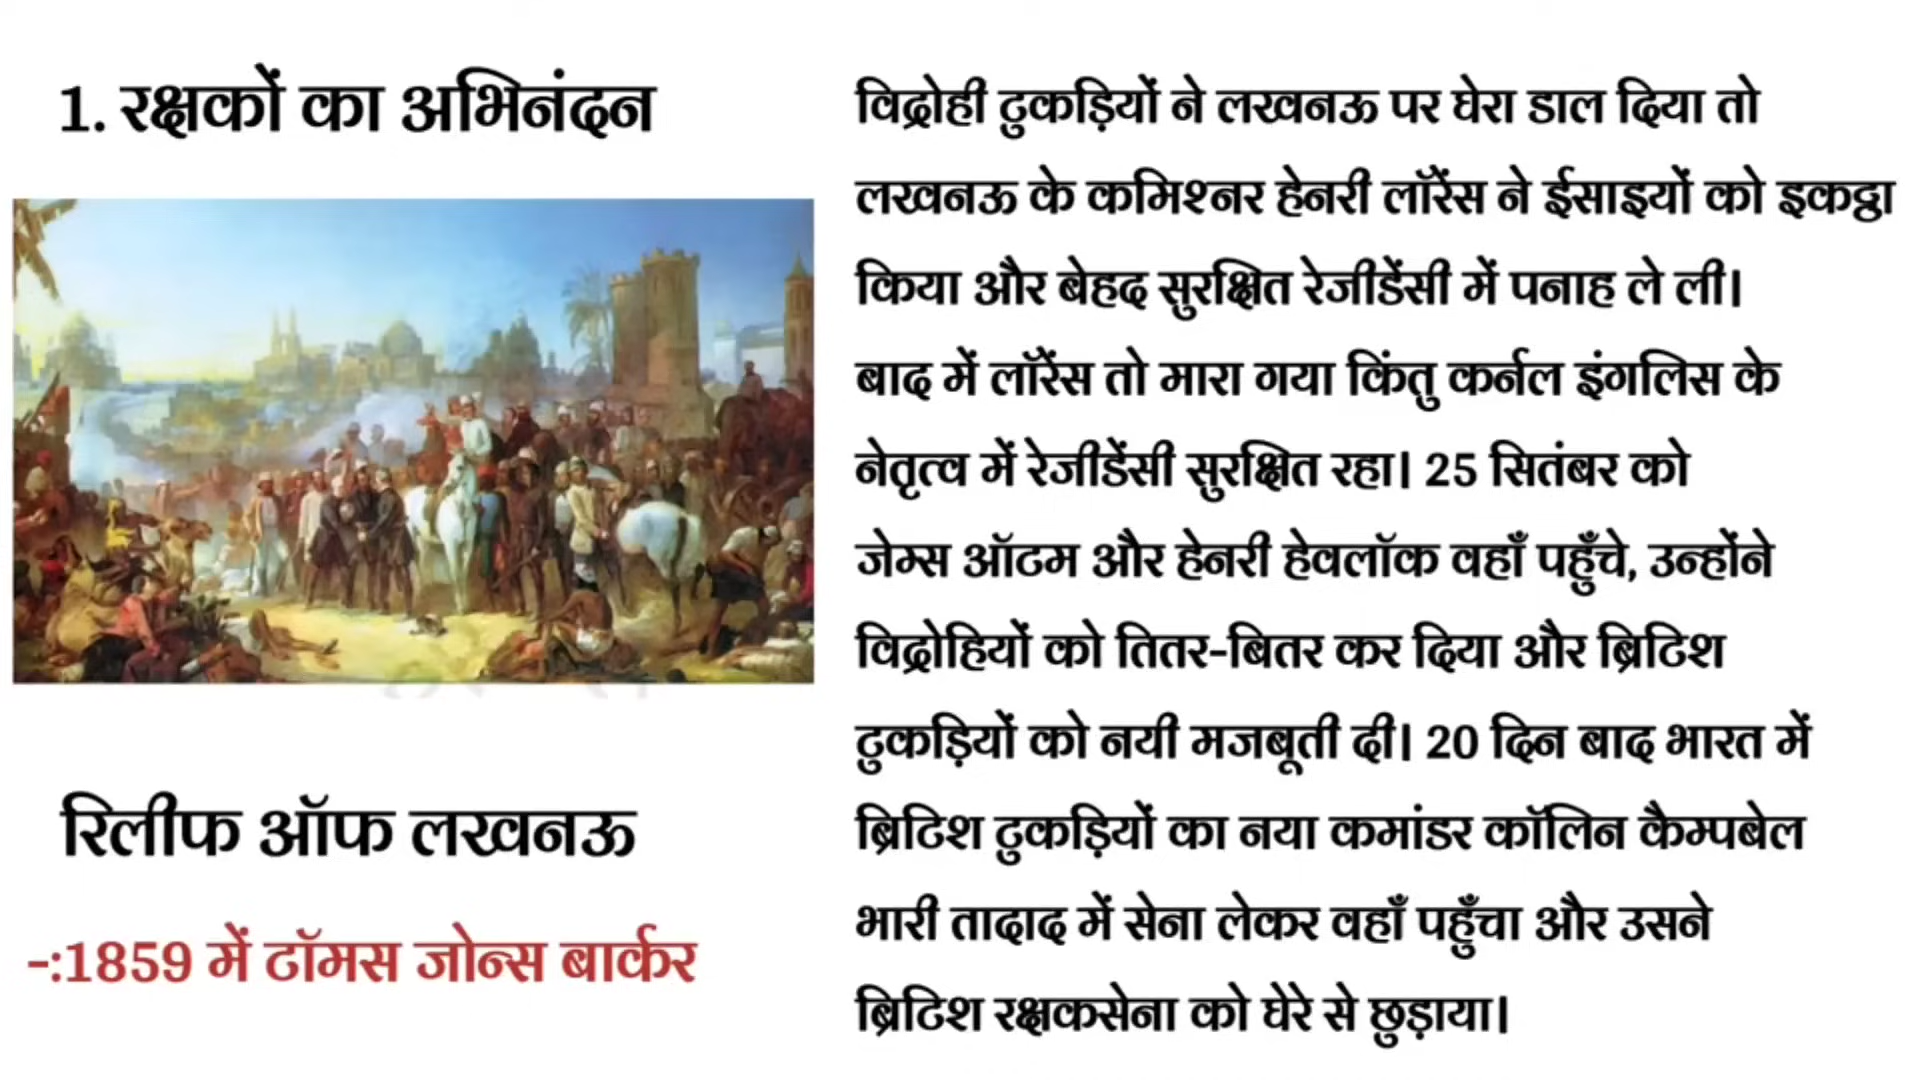 1. रक्षकों का अभिनंदन
रिलीफ ऑफ लखनऊ
-:1859 में टॉमस जोन्स बार्कर
विद्रोही टुकड़ियों ने लखनऊ पर घेरा डाल दिया तो
लखनऊ के कमिश्नर हेनरी लॉरेंस ने ईसाइयों को इकट्ठा
किया और बेहद सुरक्षित रेजीडेंसी में पनाह ले ली।
बाद में लॉरेंस तो मारा गया किंतु कर्नल इंगलिस के
नेतृत्व में रेजीडेंसी सुरक्षित रहा। 25 सितंबर को
जेम्स ऑटम और हेनरी हेवलॉक वहाँ पहुँचे, उन्होंने
विद्रोहियों को तितर-बितर कर दिया और ब्रिटिश
टुकड़ियों को नयी मजबूती दी। 20 दिन बाद भारत में
ब्रिटिश टुकड़ियों का नया कमांडर कॉलिन कैम्पबेल
भारी तादाद में सेना लेकर वहाँ पहुँचा और उसने
ब्रिटिश रक्षकसेना को घेरे से छुड़ाया।